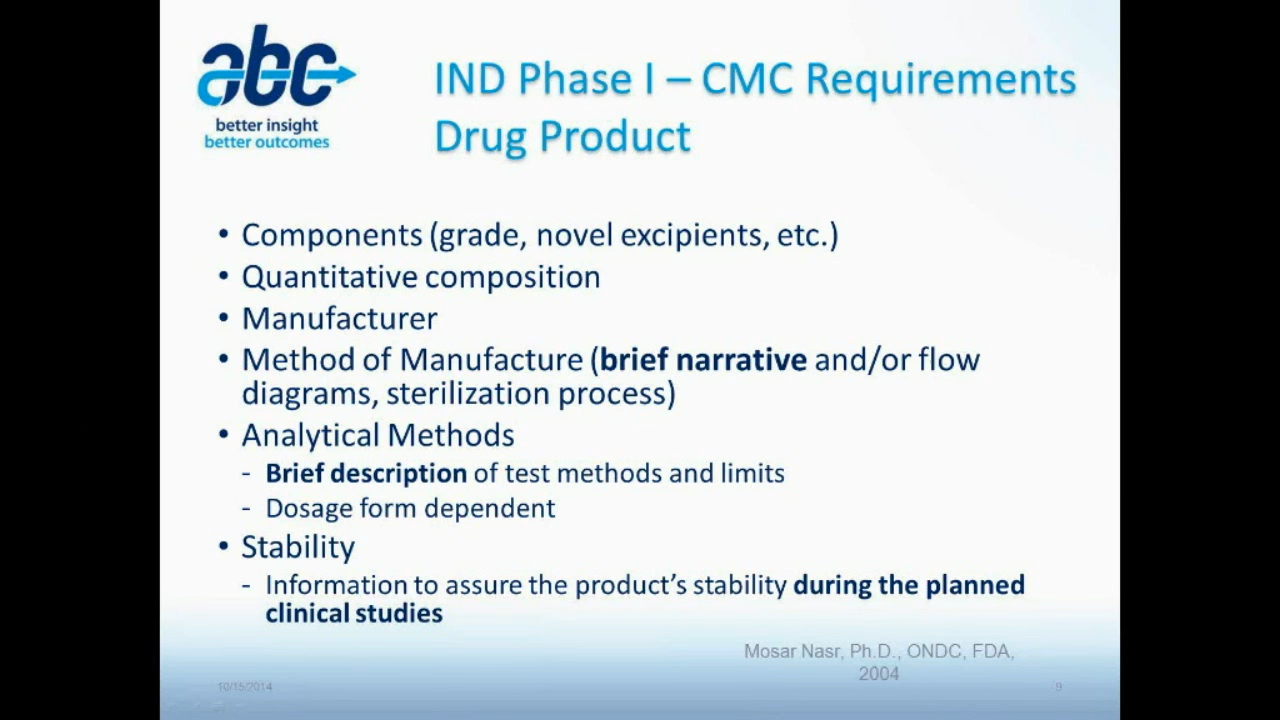 abc
better insight
better outcomes
IND Phase I – CMC Requirements
Drug Product
• Components (grade, novel excipients, etc.)
• Quantitative composition
• Manufacturer
• Method of Manufacture (brief narrative and/or flow
diagrams, sterilization process)
• Analytical Methods
- Brief description of test methods and limits
- Dosage form dependent
• Stability
- Information to assure the product's stability during the planned
clinical studies
Mosar Nasr, Ph.D., ONDC, FDA,
2004
10/15/2014
9